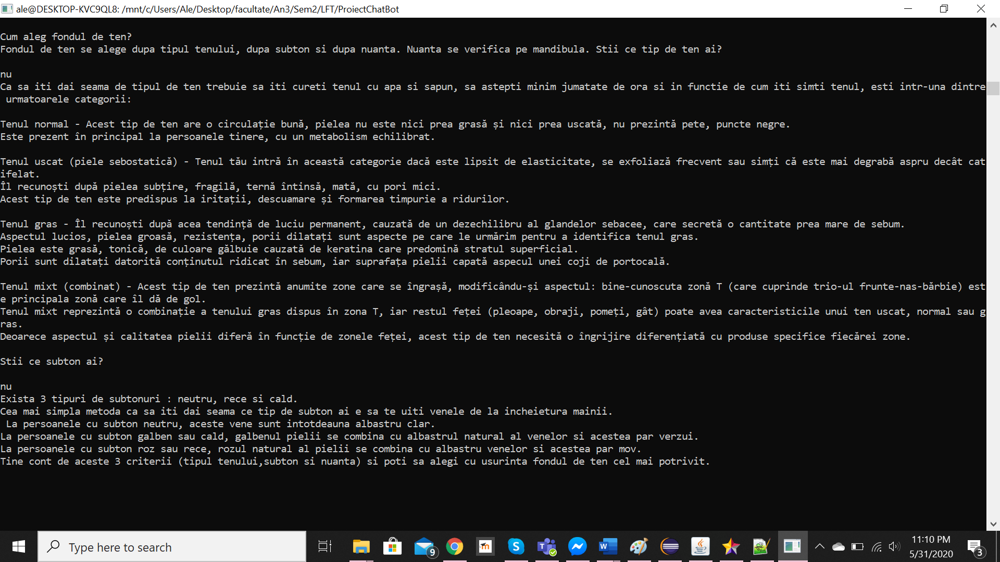 ale@DESKTOP-KVC9QL8: /mnt/c/Users/Ale/Desktop/facultate/An3/Sem2/LFT/ProiectChatBot
Cum aleg fondul de ten?
Fondul de ten se alege dupa tipul tenului, dupa subton si dupa nuanta. Nuanta se verifica pe mandibula. Stii ce tip de ten ai?
nu
Ca sa iti dai seama de tipul de ten trebuie sa iti cureti tenul cu apa si sapun, sa astepti minim jumatate de ora si in functie de cum iti simti tenul, esti intr-una dintre
urmatoarele categorii:
Tenul normal - Acest tip de ten are o circulație bună, pielea nu este nici prea grasă și nici prea uscată, nu prezintă pete, puncte negre.
Este prezent în principal la persoanele tinere, cu un metabolism echilibrat.
Tenul uscat (piele sebostatică) - Tenul tău intră în această categorie dacă este lipsit de elasticitate, se exfoliază frecvent sau simți că este mai degrabă aspru decât cat
ifelat.
Îl recunoști după pielea subțire, fragilă, ternă întinsă, mată, cu pori mici.
Acest tip de ten este predispus la iritații, descuamare și formarea timpurie a ridurilor.
Tenul gras - Îl recunoști după acea tendință de luciu permanent, cauzată de un dezechilibru al glandelor sebacee, care secretă o cantitate prea mare de sebum.
Aspectul lucios, pielea groasă, rezistența, porii dilatați sunt aspecte pe care le urmărim pentru a identifica tenul gras.
Pielea este grasă, tonică, de culoare gălbuie cauzată de keratina care predomină stratul superficial.
Porii sunt dilatați datorită conținutul ridicat în sebum, iar suprafața pielii capată aspecul unei coji de portocală.
Tenul mixt (combinat) - Acest tip de ten prezintă anumite zone care se îngrașă, modificându-și aspectul: bine-cunoscuta zonă T (care cuprinde trio-ul frunte-nas-bărbie) est
e principala zonă care îl dă de gol.
Tenul mixt reprezintă o combinație a tenului gras dispus în zona T, iar restul feței (pleoape, obraji, pomeți, gât) poate avea caracteristicile unui ten uscat, normal sau g
ras.
Deoarece aspectul și calitatea pielii diferă în funcție de zonele feței, acest tip de ten necesită o îngrijire diferențiată cu produse specifice fiecărei zone.
Stii ce subton ai?
nu
Exista 3 tipuri de subtonuri : neutru, rece si cald.
Cea mai simpla metoda ca sa iti dai seama ce tip de subton ai e sa te uiti venele de la incheietura mainii.
La persoanele cu subton neutru, aceste vene sunt intotdeauna albastru clar.
La persoanele cu subton galben sau cald, galbenul pielii se combina cu albastrul natural al venelor si acestea par verzui.
La persoanele cu subton roz sau rece, rozul natural al pielii se combina cu albastru venelor si acestea par mov.
Tine cont de aceste 3 criterii (tipul tenului,subton si nuanta) si poti sa alegi cu usurinta fondul de ten cel mai potrivit.
Type here to search
9
11:10 PM
5/31/2020
3